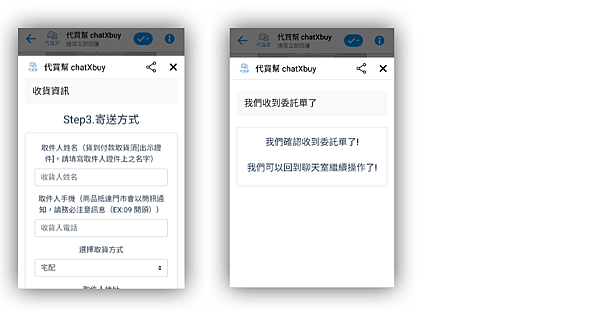 代買幫 chatXbuy
通常立即回覆
代買幫 chatXbuy
收貨資訊
Step3.寄送方式
取件人姓名（貨到付款取貨須[出示證
件]，請填寫取件人證件上之名字）
收貨人姓名
取件人手機（商品抵達門市會以簡訊通
知，請務必注意訊息（EX:09 開頭））
收貨人電話
選擇取貨方式
宅配
取件人地址
代買幫 chatXbuy
通常立即回覆
代買幫 chatXbuy
我們收到委託單了
我們確認收到委託單了!
我們可以回到聊天室繼續操作了!